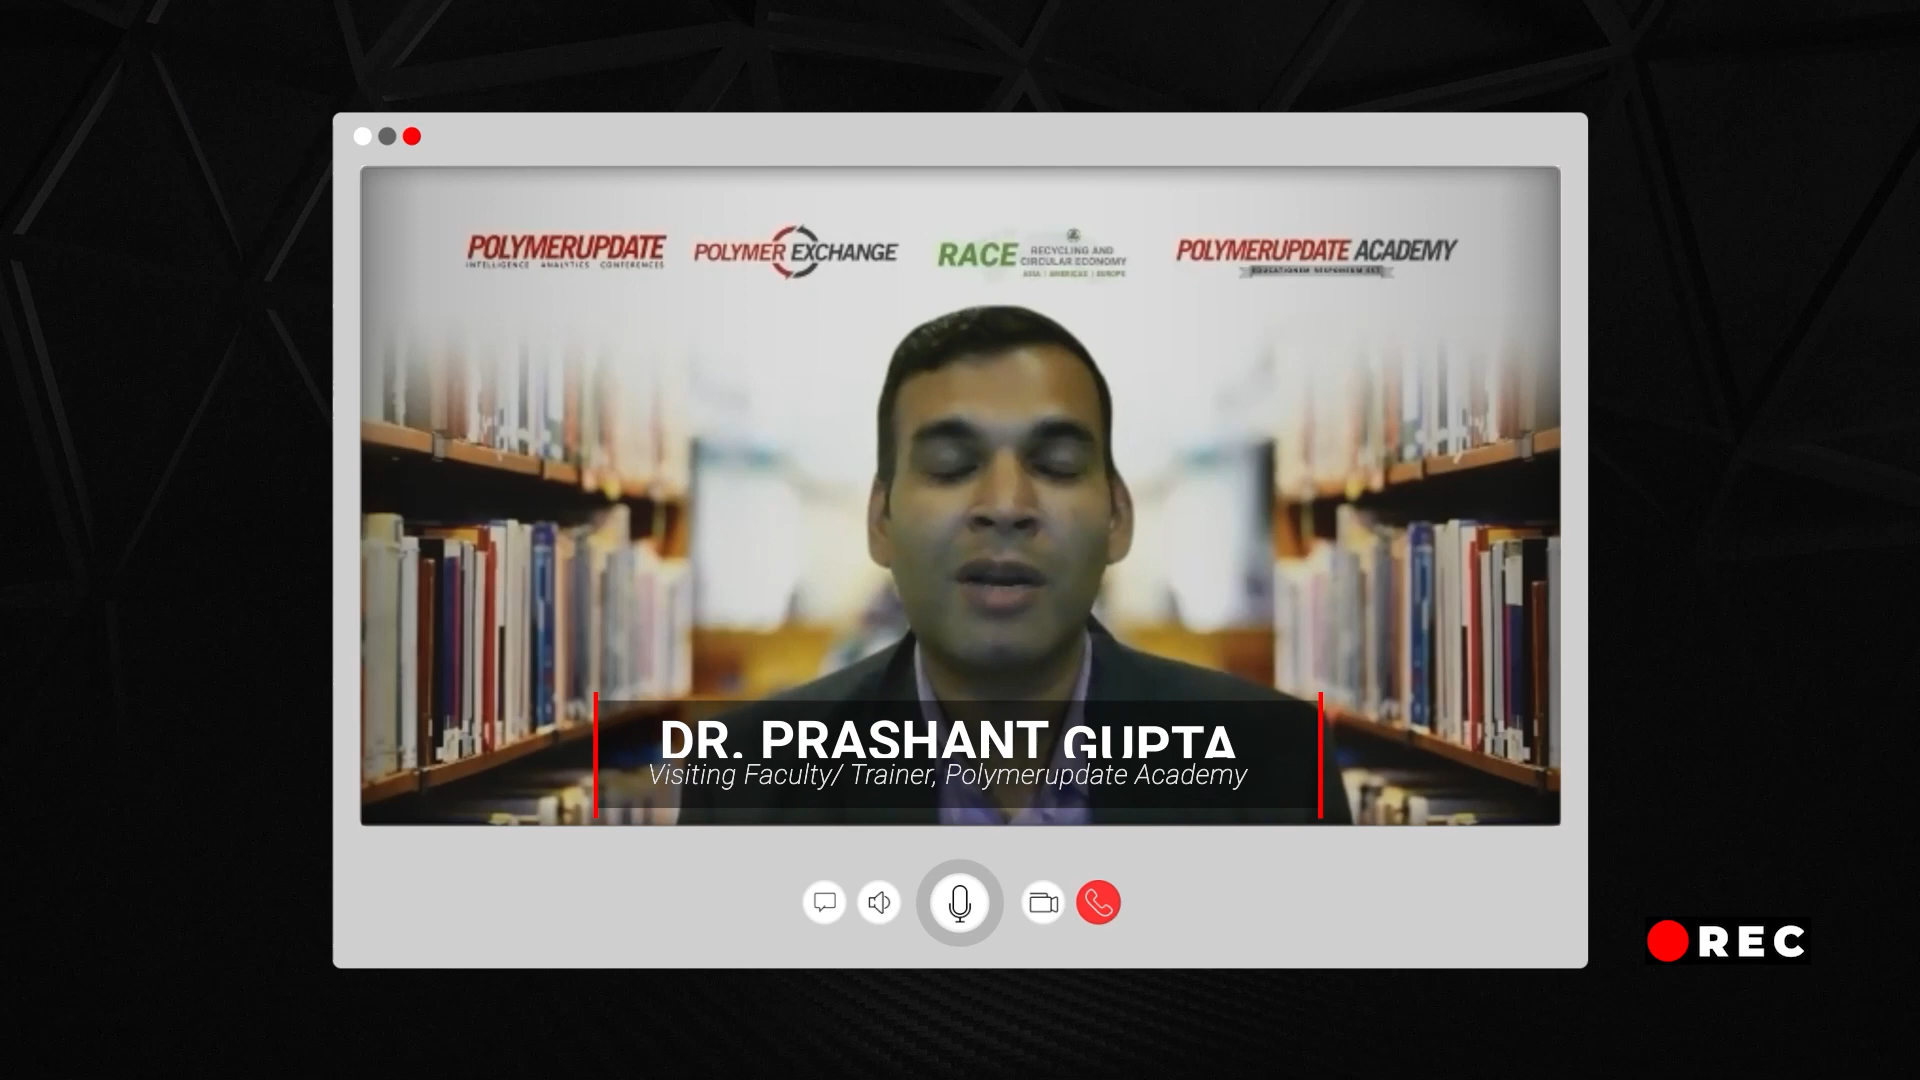 POLYMERUPDATE
INTELLIGENCE ANALYTICS CONFERENCES
POLYMER EXCHANGE
RACE RECYCLING AND
CIRCULAR ECONOMY
ASIA | AMERICAS | EUROPE
POLYMERUPDATE ACADEMY
DR. PRASHANT GUPTA
Visiting Faculty/ Trainer, Polymerupdate Academy
REC